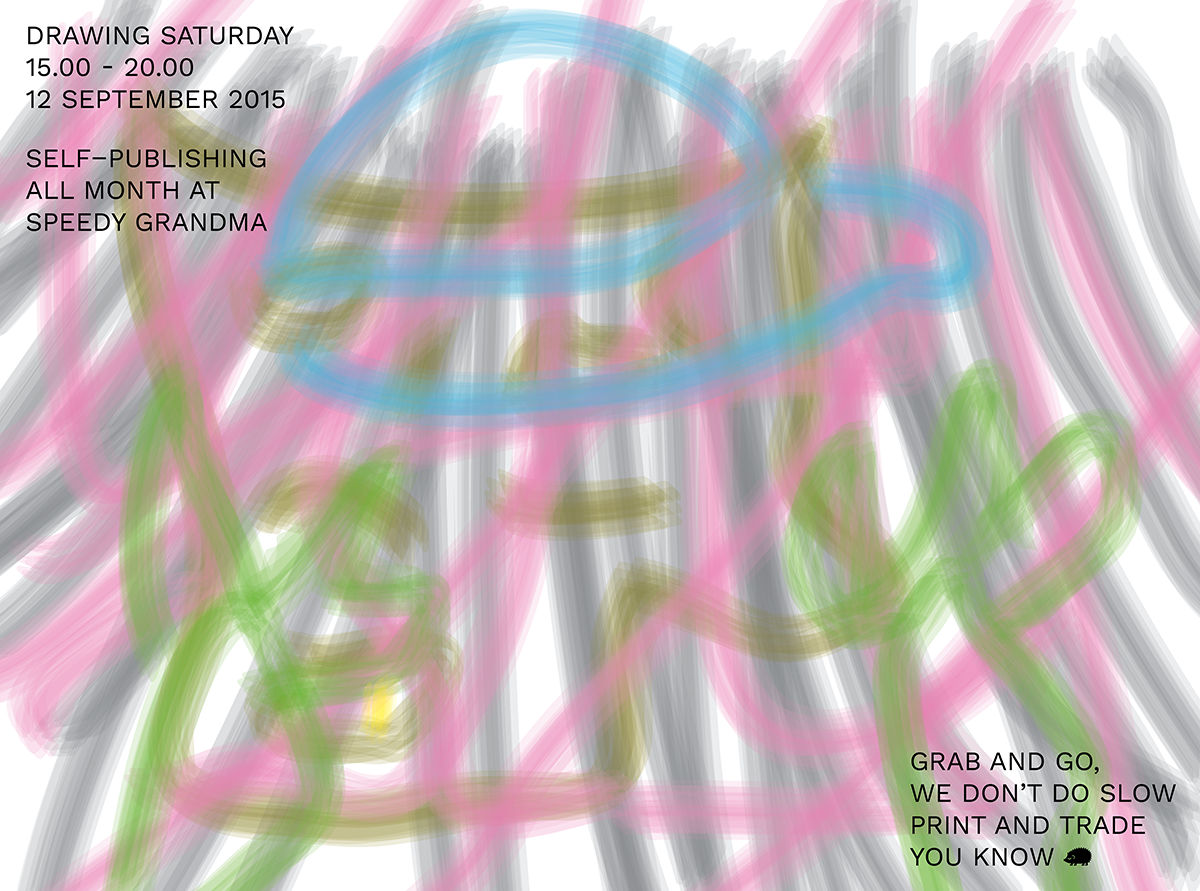 DRAWING SATURDAY
15.00 - 20.00
12 SEPTEMBER 2015
SELF–PUBLISHING
ALL MONTH AT
SPEEDY GRANDMA
GRAB AND GO,
WE DON’T DO SLOW
PRINT AND TRADE
YOU KNOW